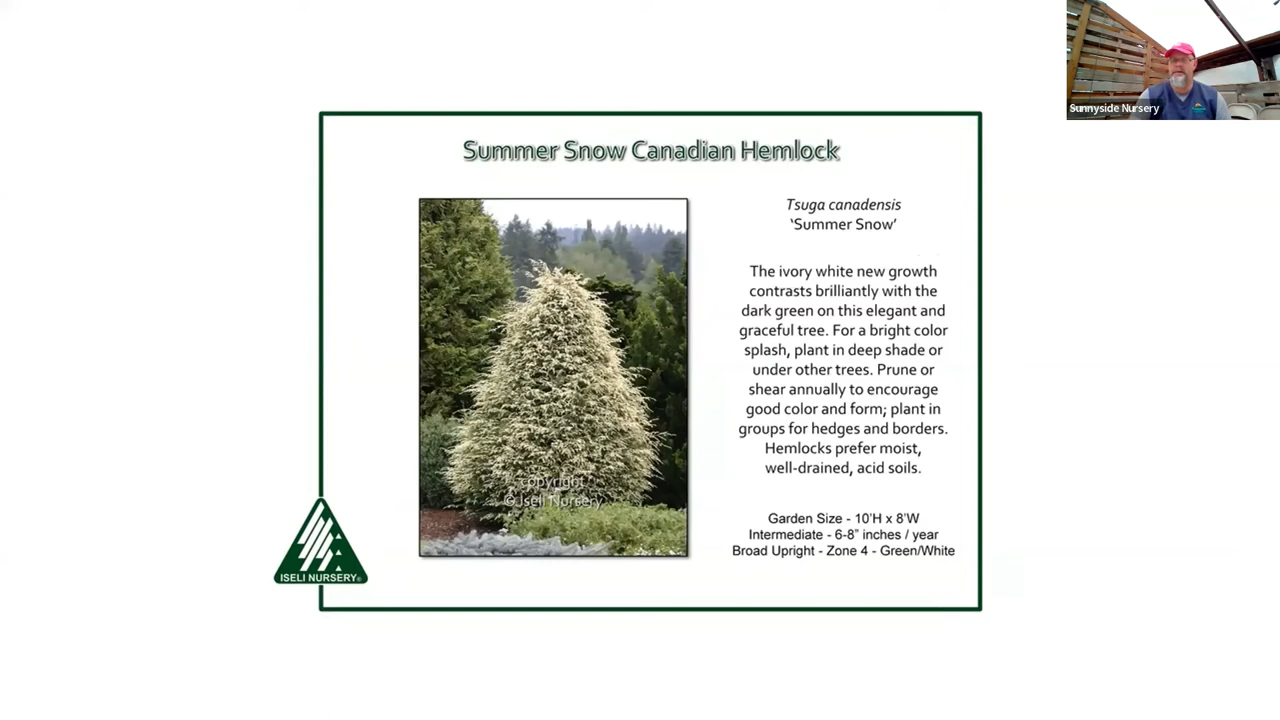 Sunnyside Nursery
Summer Snow Canadian Hemlock
Tsuga canadensis
‘Summer Snow’
The ivory white new growth
contrasts brilliantly with the
dark green on this elegant and
graceful tree. For a bright color
splash, plant in deep shade or
under other trees. Prune or
shear annually to encourage
good color and form; plant in
groups for hedges and borders.
Hemlocks prefer moist,
well-drained, acid soils.
Garden Size - 10'H x 8'W
Intermediate - 6-8” inches / year
Broad Upright - Zone 4 - Green/White
copyright
© Iseli Nursery
ISELI NURSERY®